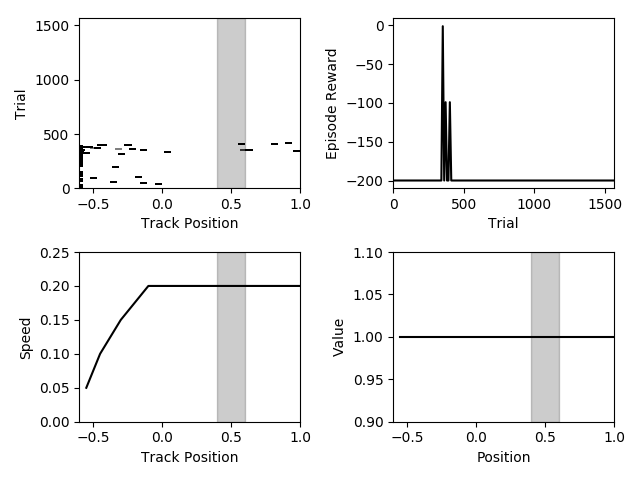 1500
1000
500
0
Trial
−0.5 0.0 0.5 1.0
Track Position
0
−50
−100
−150
−200
Episode Reward
0 500 1000 1500
Trial
0.25
0.20
0.15
0.10
0.05
0.00
Speed
−0.5 0.0 0.5 1.0
Track Position
1.10
1.05
1.00
0.95
0.90
Value
−0.5 0.0 0.5 1.0
Position